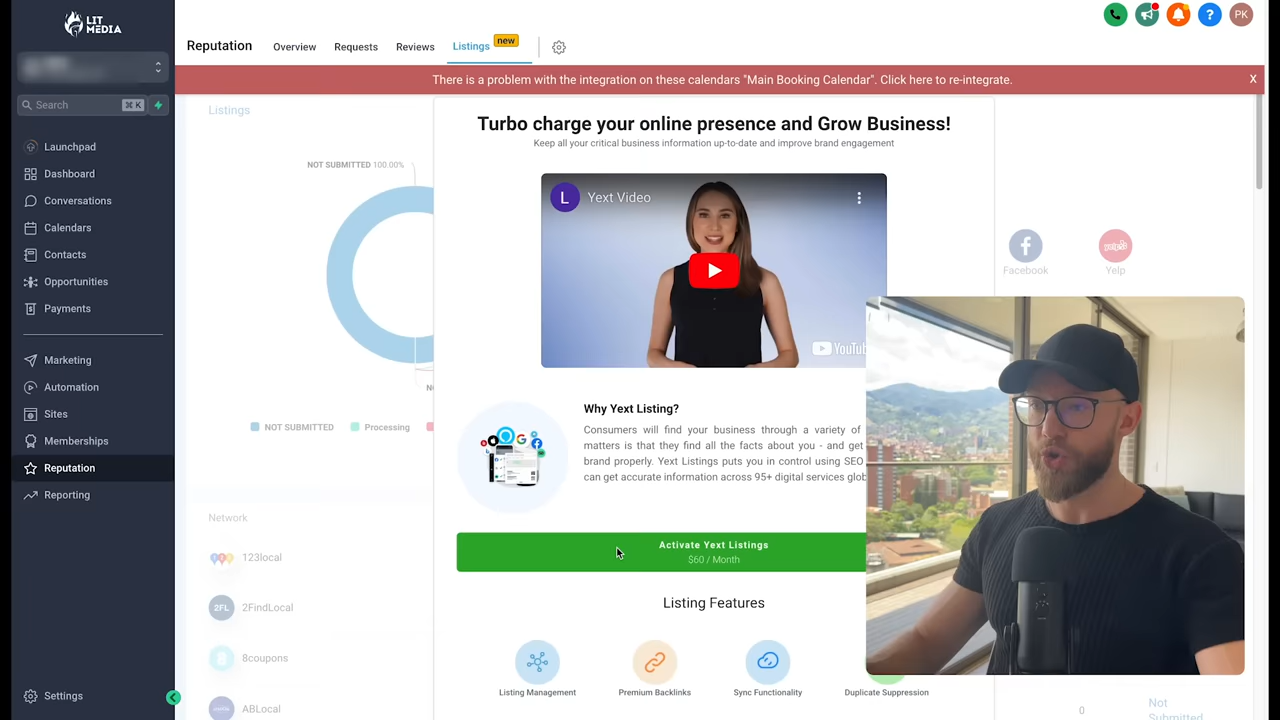 LIT
MEDIA
Search
⌘ K
Launchpad
Dashboard
Conversations
Calendars
Contacts
Opportunities
Payments
Marketing
Automation
Sites
Memberships
Reputation
Reporting
Settings
Reputation
Overview
Requests
Reviews
Listings
new
PK
There is a problem with the integration on these calendars "Main Booking Calendar". Click here to re-integrate.
X
Listings
NOT SUBMITTED 100.00%
NOT SUBMITTED
Processing
Network
123local
2FL
2FindLocal
8coupons
ABLocal
Turbo charge your online presence and Grow Business!
Keep all your critical business information up-to-date and improve brand engagement
L
Yext Video
YouTub
Facebook
Yelp
Why Yext Listing?
Consumers will find your business through a variety of
matters is that they find all the facts about you - and get
brand properly. Yext Listings puts you in control using SEO
can get accurate information across 95+ digital services glob
Activate Yext Listings
$60 / Month
Listing Features
Listing Management
Premium Backlinks
Sync Functionality
Duplicate Suppression
0
Not
Submitted